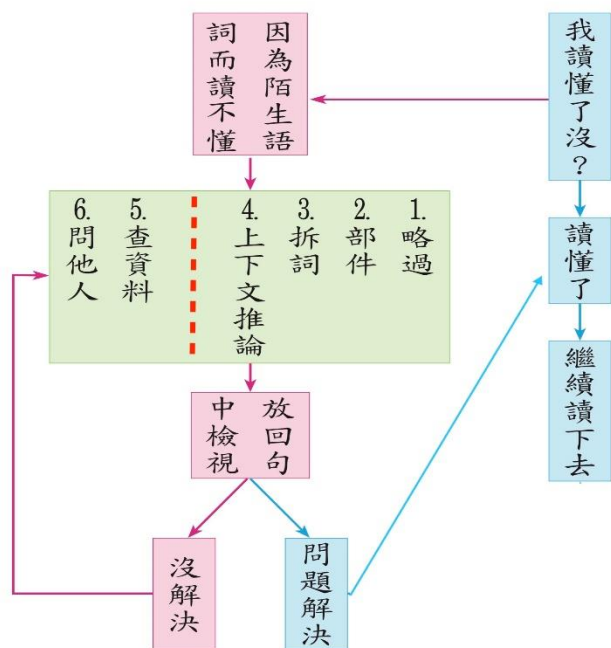 我讀懂了沒？
讀懂了
繼續讀下去
因為陌生語
詞而讀不懂
1.略過
2.部件
3.拆詞
4.上下文推論
5.查資料
6.問他人
放回句
中檢視
問題解決
沒解決